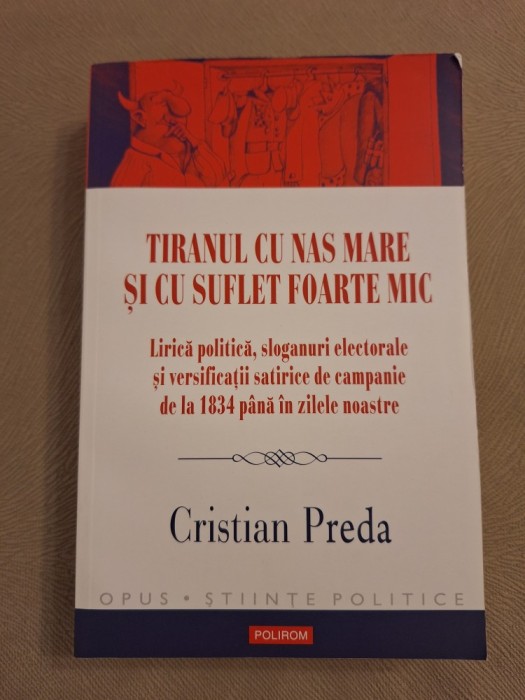 TIRANUL CU NAS MARE
ȘI CU SUFLET FOARTE MIC
Lirică politică, sloganuri electorale
și versificații satirice de campanie
de la 1834 până în zilele noastre
Cristian Preda
OPUS • ȘTIINȚE POLITICE
POLIROM